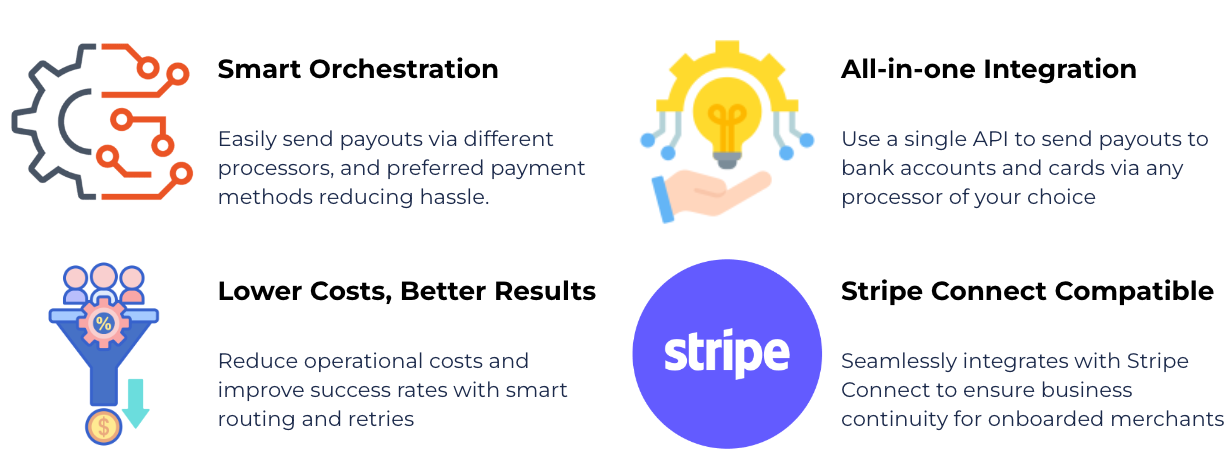 Smart Orchestration
Easily send payouts via different
processors, and preferred payment
methods reducing hassle.
All-in-one Integration
Use a single API to send payouts to
bank accounts and cards via any
processor of your choice
%
$
Lower Costs, Better Results
Reduce operational costs and
improve success rates with smart
routing and retries
stripe
Stripe Connect Compatible
Seamlessly integrates with Stripe
Connect to ensure business
continuity for onboarded merchants